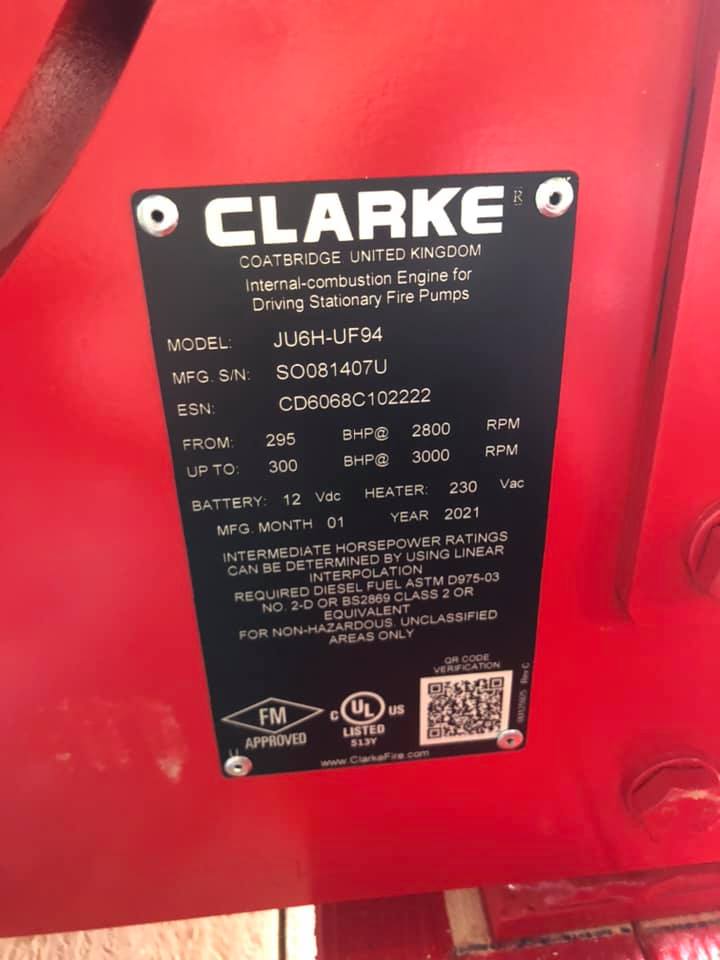 CLARKE ®
COATBRIDGE UNITED KINGDOM
Internal-combustion Engine for
Driving Stationary Fire Pumps
MODEL: JU6H-UF94
MFG. S/N: SO081407U
ESN: CD6068C102222
FROM: 295 BHP@ 2800 RPM
UP TO: 300 BHP@ 3000 RPM
BATTERY: 12 Vdc HEATER: 230 Vac
MFG. MONTH 01 YEAR 2021
INTERMEDIATE HORSEPOWER RATINGS
CAN BE DETERMINED BY USING LINEAR
INTERPOLATION
REQUIRED DIESEL FUEL ASTM D975-03
NO. 2-D OR BS2869 CLASS 2 OR
EQUIVALENT
FOR NON-HAZARDOUS, UNCLASSIFIED
AREAS ONLY
QR CODE
VERIFICATION
FM
APPROVED
C UL US
LISTED
513Y
Rev C
www.ClarkeFire.com